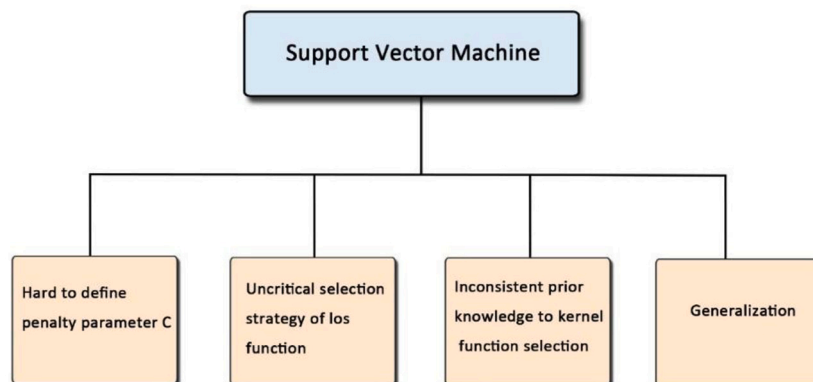 Support Vector Machine
Hard to define
penalty parameter C
Uncritical selection
strategy of los
function
Inconsistent prior
knowledge to kernel
function selection
Generalization